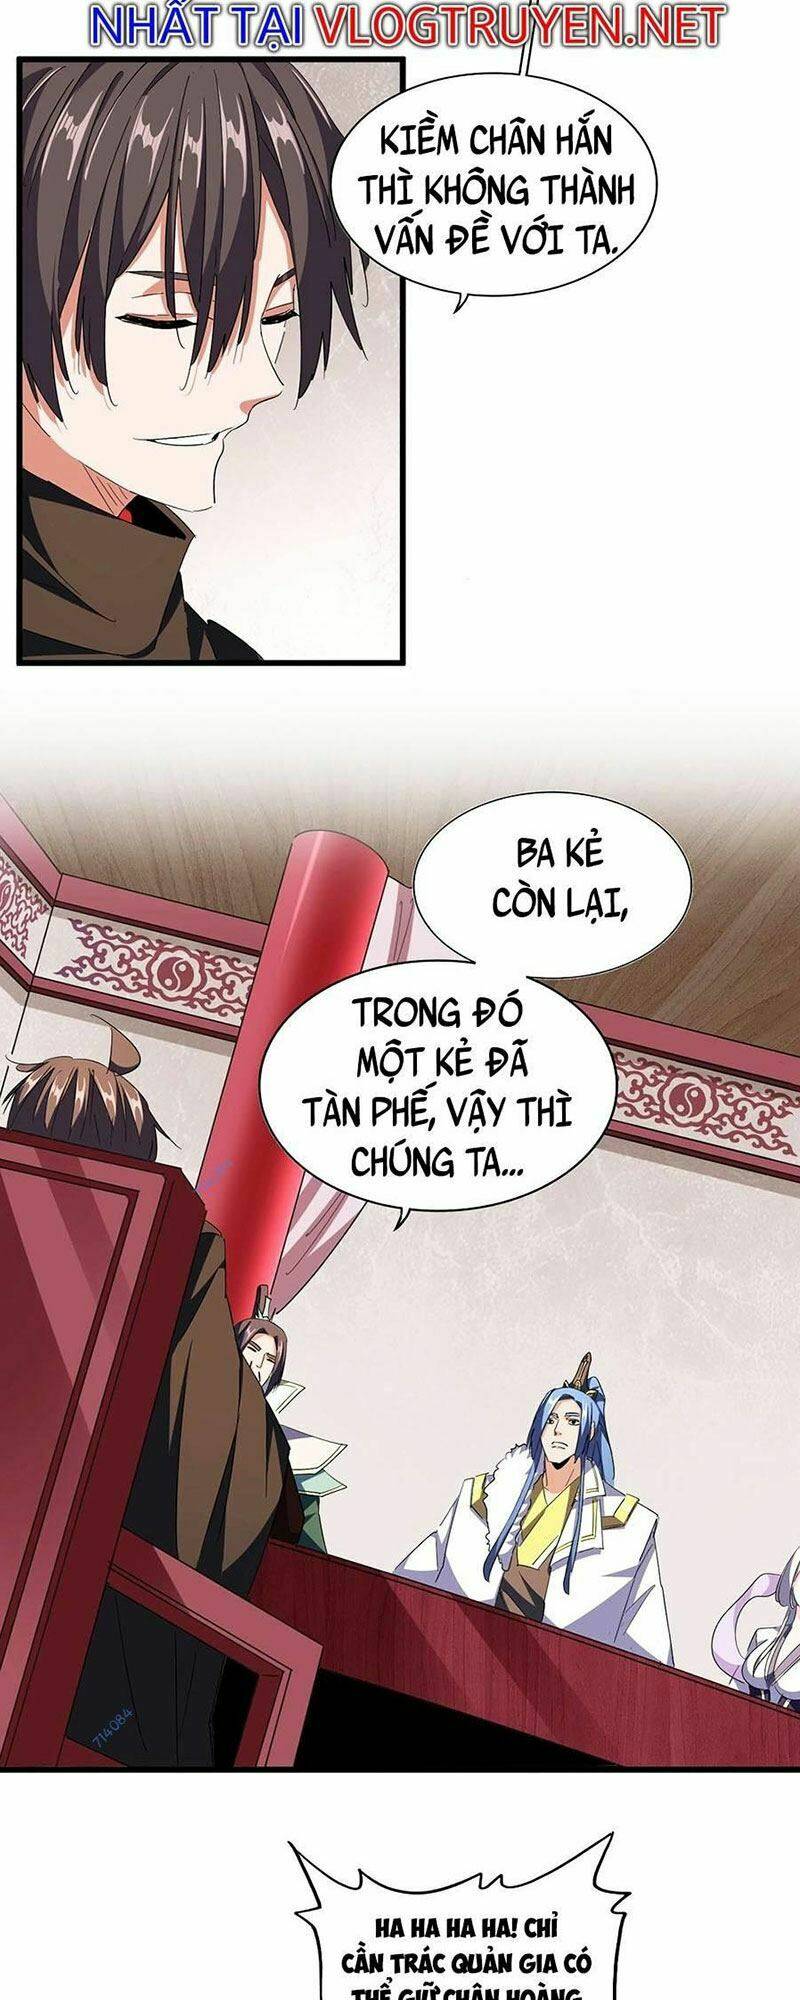 NHẤT TẠI VLOGTRUYEN.NET
KIỀM CHÂN HẮN
THÌ KHÔNG THÀNH
VẤN ĐỀ VỚI TA.
BA KẺ
CÒN LẠI,
TRONG ĐÓ
MỘT KẺ ĐÃ
TÀN PHẾ, VẬY THÌ
CHÚNG TA...
714084
HA HA HA HA! CHỈ
CẦN TRÁC QUẢN GIA CÓ
THỂ GIỮ CHÂN HOÀNG